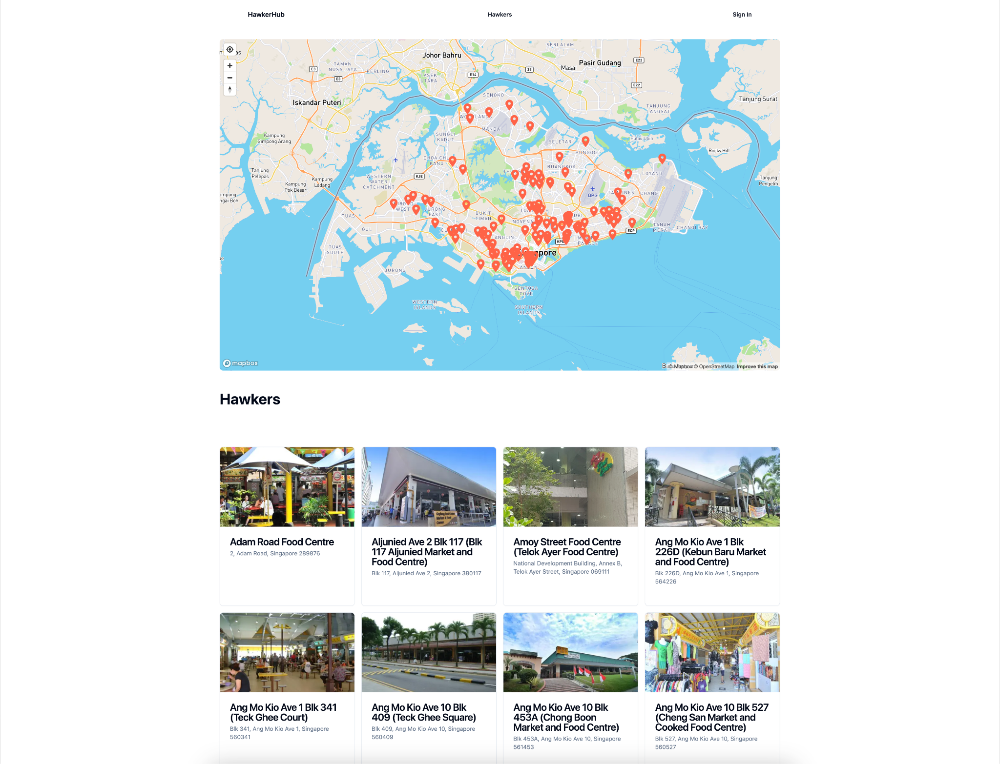 HawkerHub
Hawkers
Sign In
SERI ALAM
Johor Bahru
Pasir Gudang
E22
TAMAN
NUSA JAYA
E3
PERLING
Masai
35
E3
TASEK
UTARA
E14
E22
SENOKO
Iskandar Puteri
Tanjung Surat
TANJUNG
LANGSAT
WOODLANDS
MANDAI
Kampung
Simpong Arang
SUNGEI
KADUT
SELETAR
Pulau Ubin
Rocky Hill
PUNGGOL
CHOA CHU
KANG
BUANGKOK
Tanjung
Pelepas
KJE
WESTERN
WATER
CATCHMENT
LOYANG
Tanjung
Pengelih
Kampung
Ladang
Kampung
Pok Besar
QPG
CHANGI
JURONG
WEST
JURONG
EAST
TUAS
BUKIT
TIMAH
NOVENA
UBI
GUL
TANAH
MERAH
CHANGI BAY
ECP
TANGLIN
KPE
PARADE
TUAS
SOUTH
JURONG
SENTOSA
COVE
WESTERN
ISLANDS
SOUTHERN
ISLANDS
mapbox
© Mapbox © OpenStreetMap Improve this map
Hawkers
Adam Road Food Centre
2, Adam Road, Singapore 289876
Aljunied Ave 2 Blk 117 (Blk
117 Aljunied Market and
Food Centre)
Blk 117, Aljunied Ave 2, Singapore 380117
Amoy Street Food Centre
(Telok Ayer Food Centre)
National Development Building, Annex B,
Telok Ayer Street, Singapore 069111
Ang Mo Kio Ave 1 Blk
226D (Kebun Baru Market
and Food Centre)
Blk 226D, Ang Mo Kio Ave 1, Singapore
564226
Ang Mo Kio Ave 1 Blk 341
(Teck Ghee Court)
Blk 341, Ang Mo Kio Ave 1, Singapore
560341
Ang Mo Kio Ave 10 Blk
409 (Teck Ghee Square)
Blk 409, Ang Mo Kio Ave 10, Singapore
560409
Ang Mo Kio Ave 10 Blk
453A (Chong Boon
Market and Food Centre)
Blk 453A, Ang Mo Kio Ave 10, Singapore
561453
Ang Mo Kio Ave 10 Blk 527
(Cheng San Market and
Cooked Food Centre)
Blk 527, Ang Mo Kio Ave 10, Singapore
560527